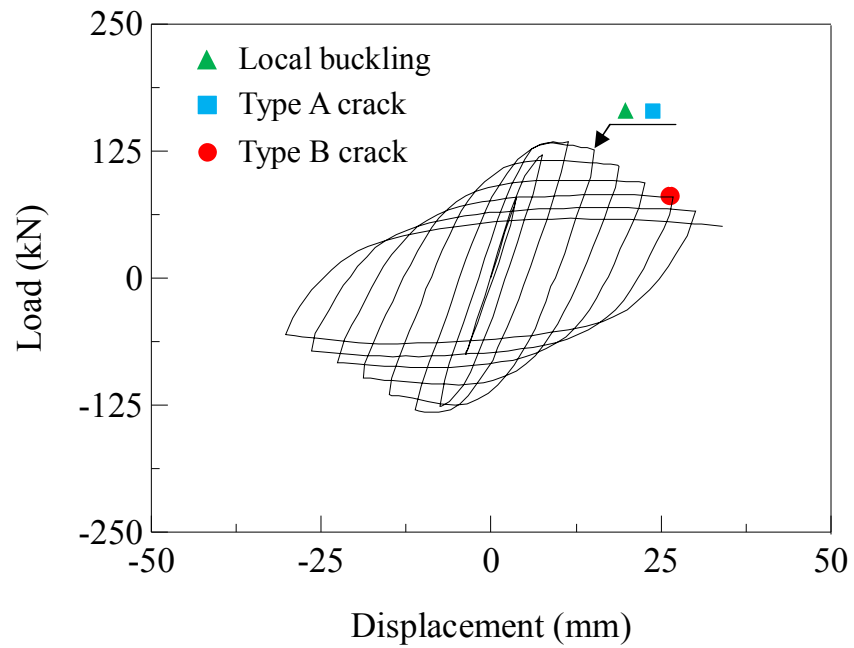 250
Local buckling
Type A crack
125
Type B crack
0
-125
-250
-50
-25
0
25
50
Load (kN)
Displacement (mm)